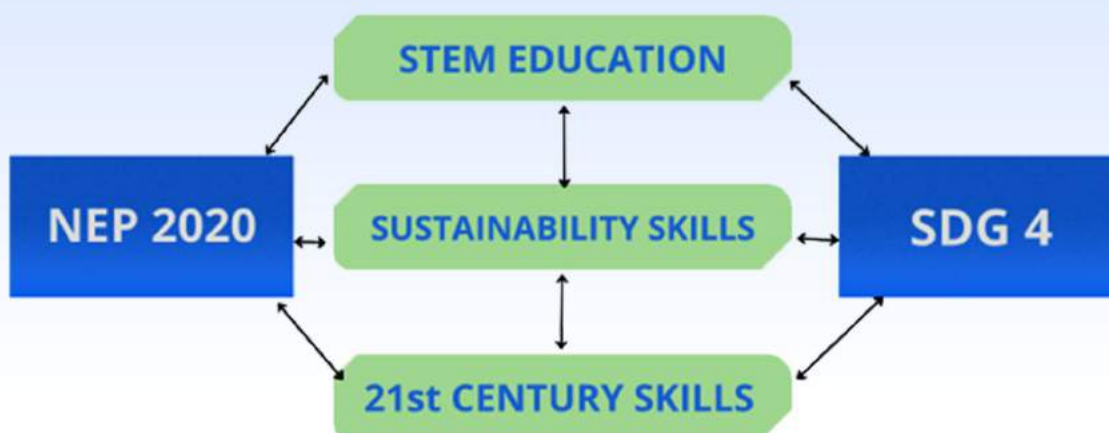 STEM EDUCATION
NEP 2020
SUSTAINABILITY SKILLS
SDG 4
21st CENTURY SKILLS